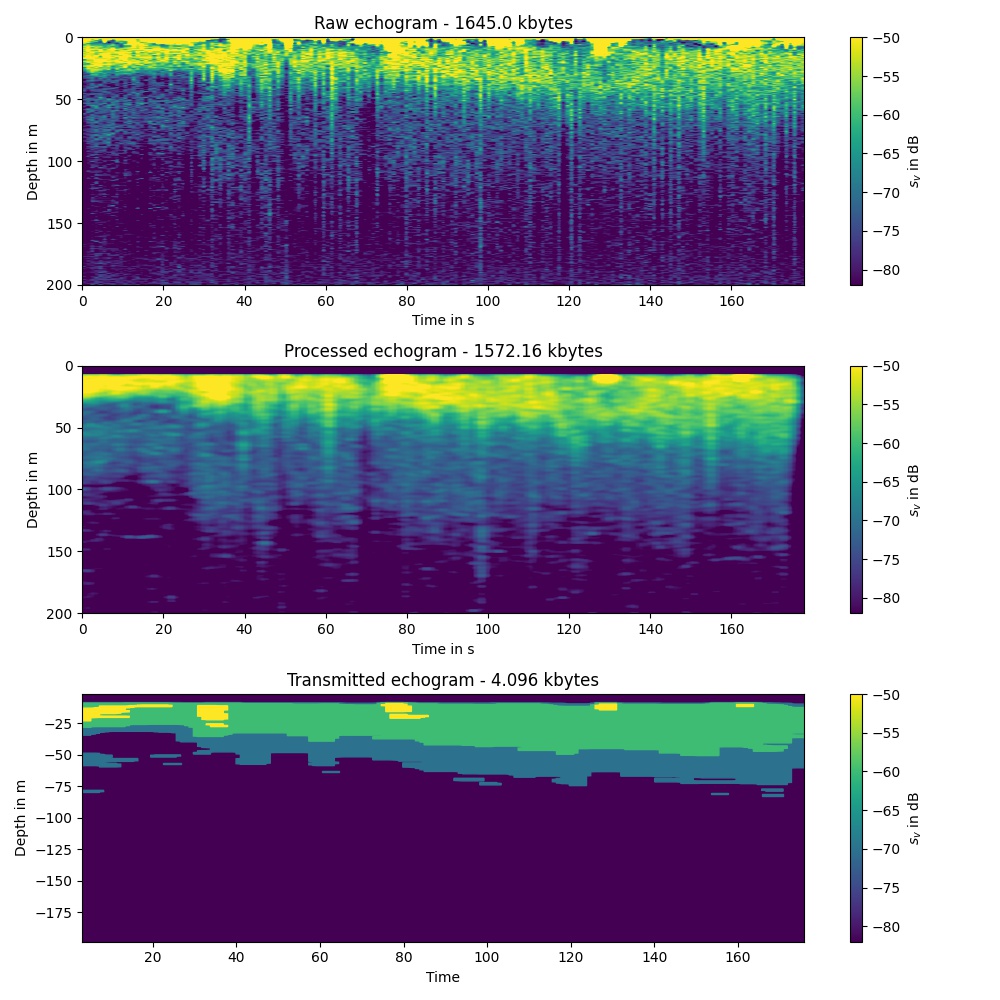 Raw echogram - 1645.0 kbytes
0
50
100
150
200
Depth in m
0 20 40 60 80 100 120 140 160
Time in s
−50
−55
−60
−65
−70
−75
−80
s_v in dB
Processed echogram - 1572.16 kbytes
0
50
100
150
200
Depth in m
0 20 40 60 80 100 120 140 160
Time in s
−50
−55
−60
−65
−70
−75
−80
s_v in dB
Transmitted echogram - 4.096 kbytes
−25
−50
−75
−100
−125
−150
−175
Depth in m
20 40 60 80 100 120 140 160
Time
−50
−55
−60
−65
−70
−75
−80
s_v in dB